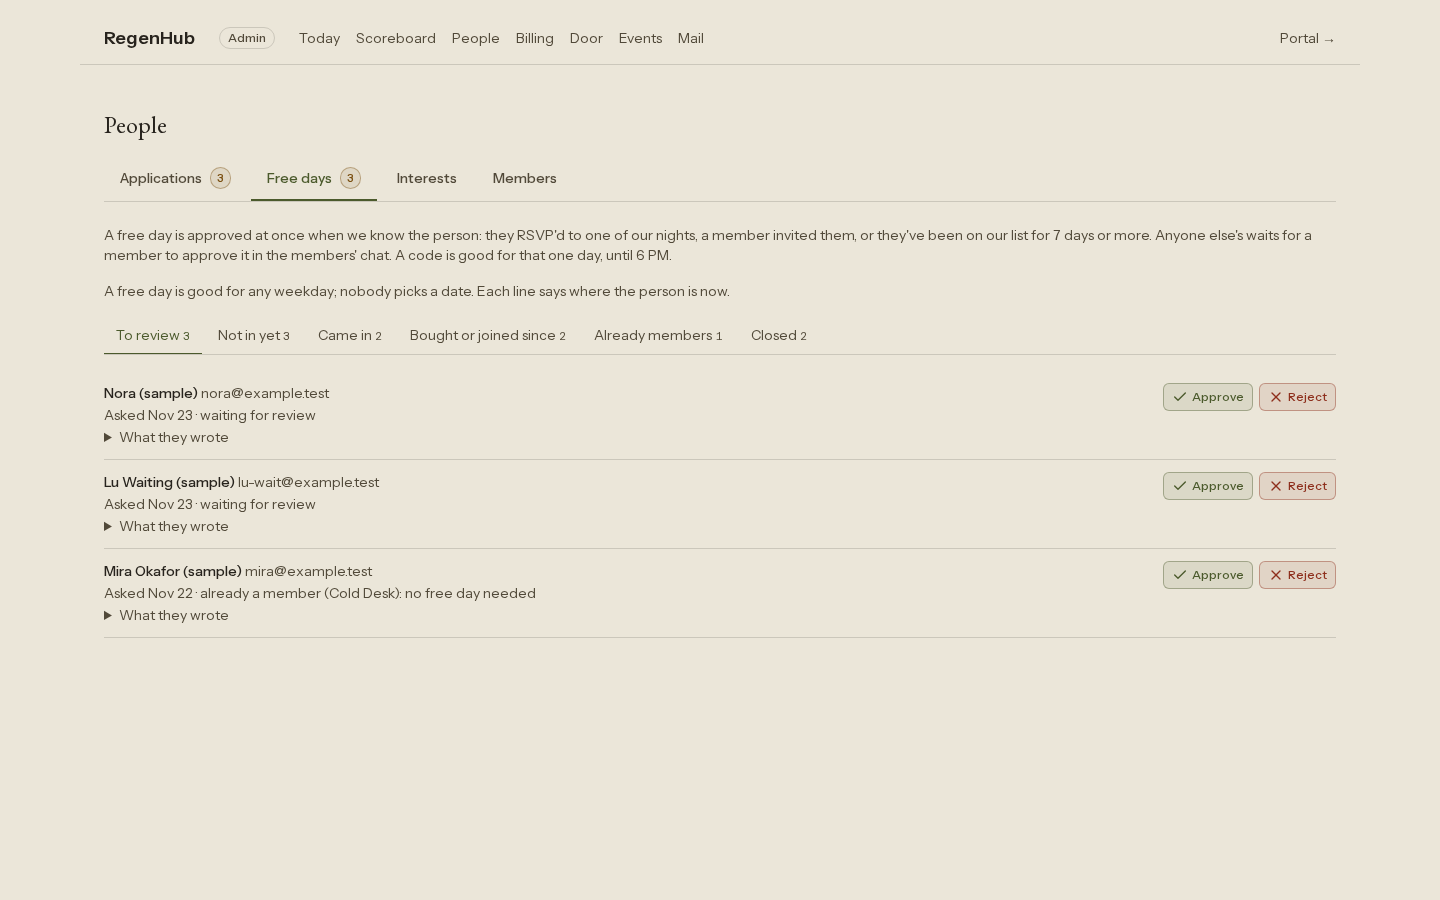 RegenHub Admin Today Scoreboard People Billing Door Events Mail Portal →
People
Applications 3 Free days 3 Interests Members
A free day is approved at once when we know the person: they RSVP'd to one of our nights, a member invited them, or they've been on our list for 7 days or more. Anyone else's waits for a
member to approve it in the members' chat. A code is good for that one day, until 6 PM.
A free day is good for any weekday; nobody picks a date. Each line says where the person is now.
To review 3 Not in yet 3 Came in 2 Bought or joined since 2 Already members 1 Closed 2
Nora (sample) nora@example.test Approve Reject
Asked Nov 23 · waiting for review
What they wrote
Lu Waiting (sample) lu-wait@example.test Approve Reject
Asked Nov 23 · waiting for review
What they wrote
Mira Okafor (sample) mira@example.test Approve Reject
Asked Nov 22 · already a member (Cold Desk): no free day needed
What they wrote